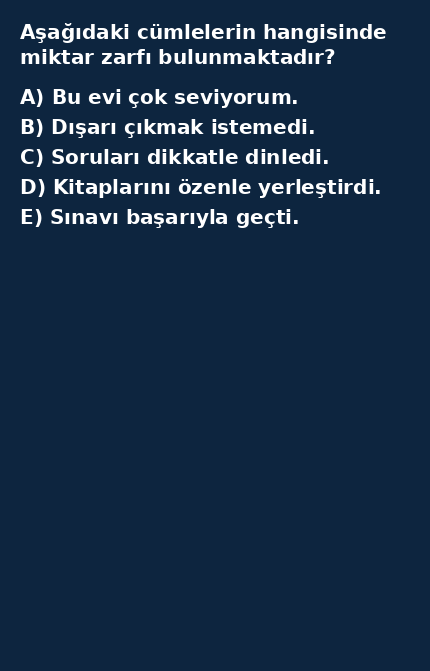 Aşağıdaki cümlelerin hangisinde
miktar zarfı bulunmaktadır?
A) Bu evi çok seviyorum.
B) Dışarı çıkmak istemedi.
C) Soruları dikkatle dinledi.
D) Kitaplarını özenle yerleştirdi.
E) Sınavı başarıyla geçti.